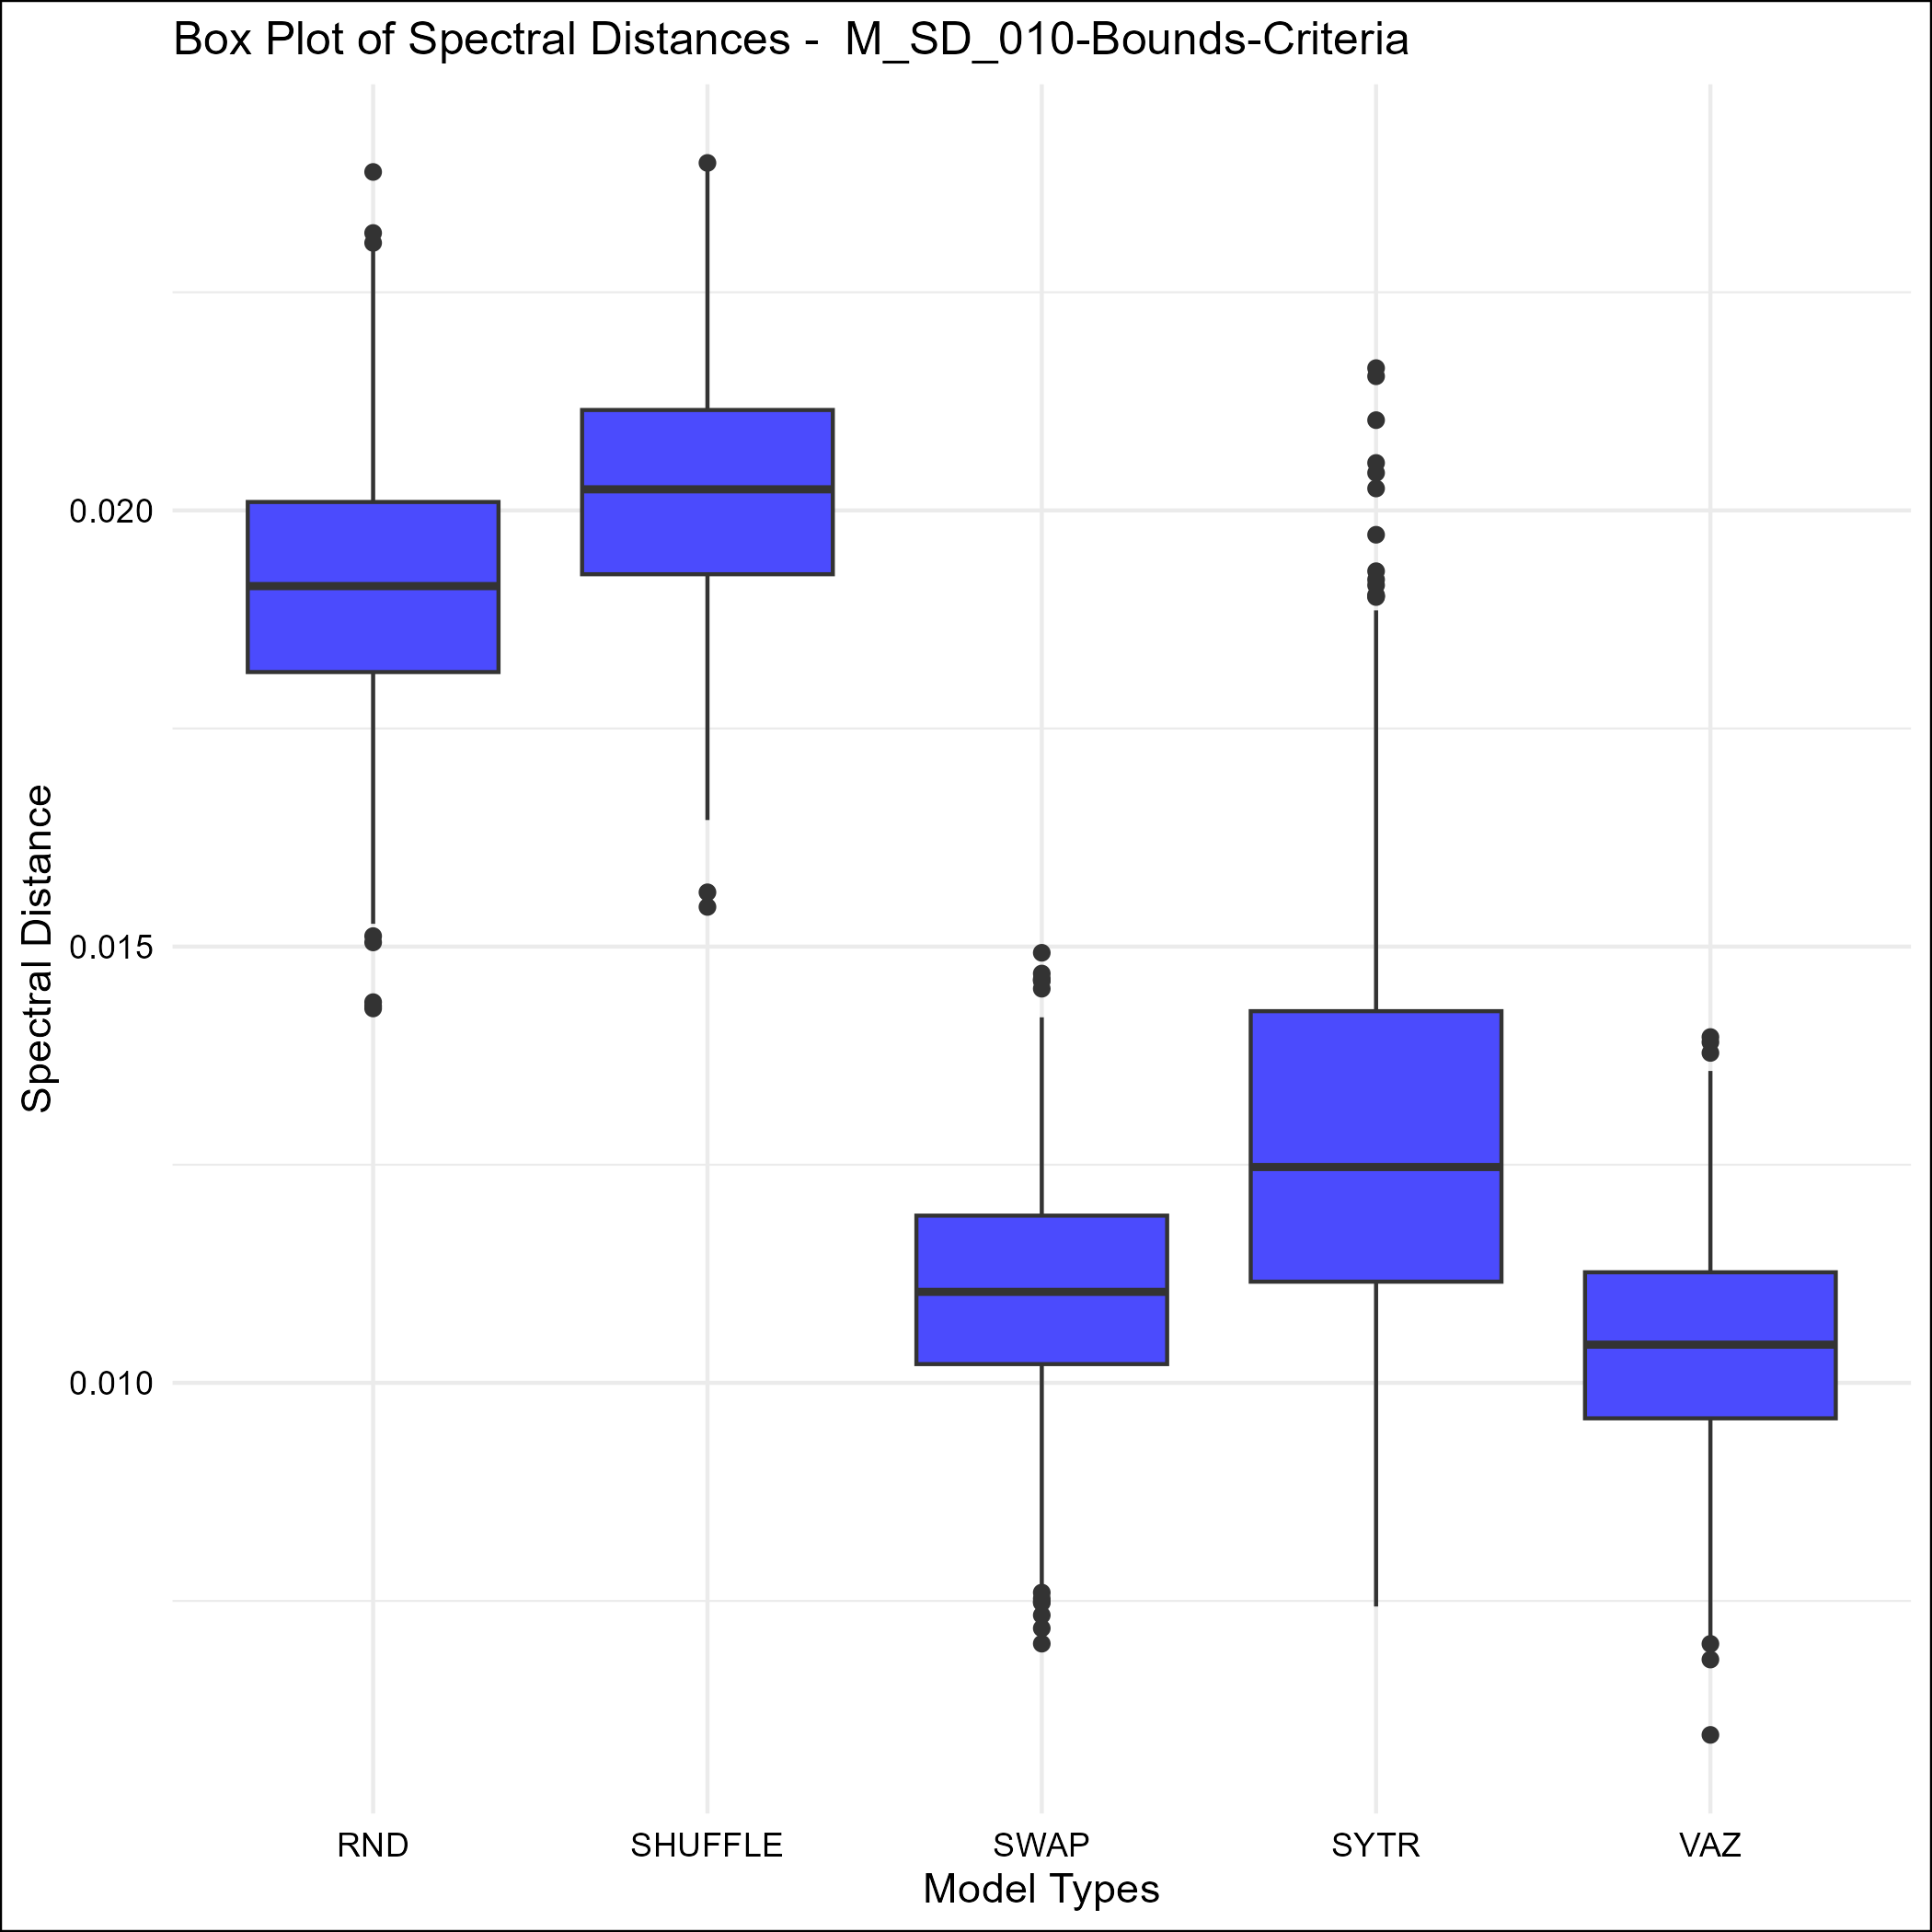 Box Plot of Spectral Distances -  M_SD_010-Bounds-Criteria
Spectral Distance
0.020
0.015
0.010
RND SHUFFLE SWAP SYTR VAZ
Model Types